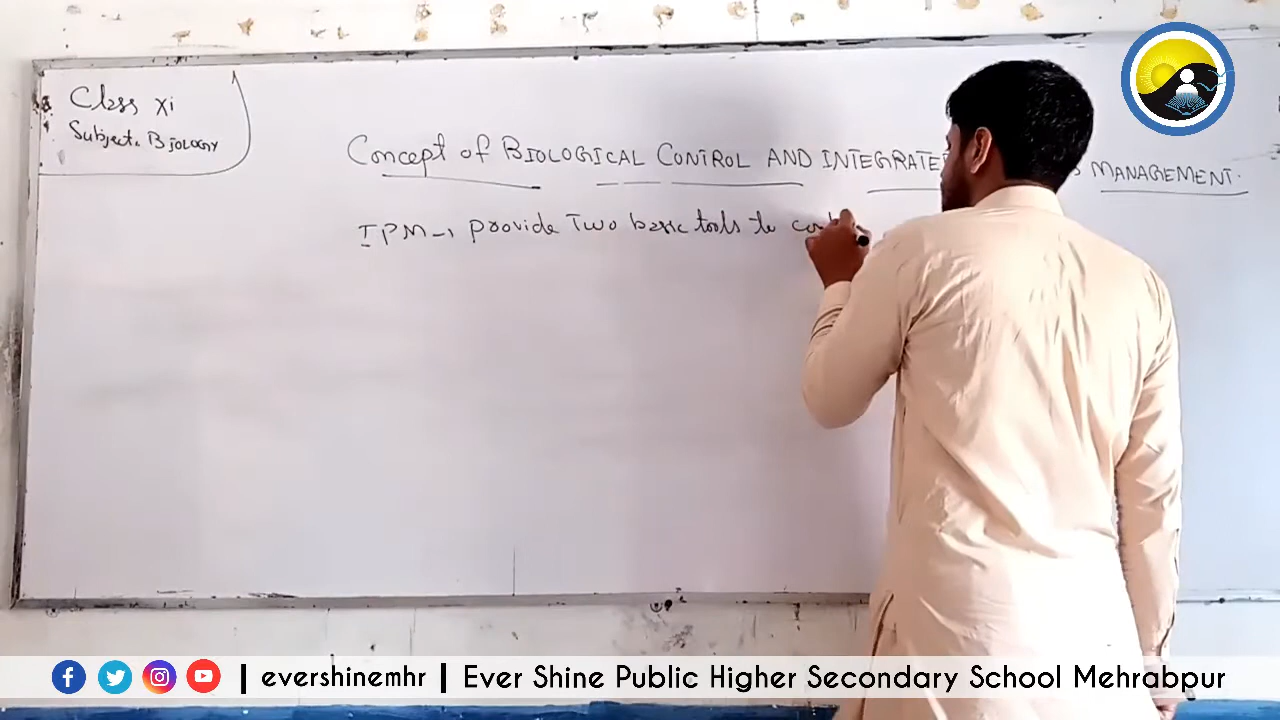 Class xi
Subject. BIOLOGY
Concept of BIOLOGICAL CONTROL AND INTEGRATE MANAGEMENT.
IPM → provide Two basic tools to
evershinemhr | Ever Shine Public Higher Secondary School Mehrabpur